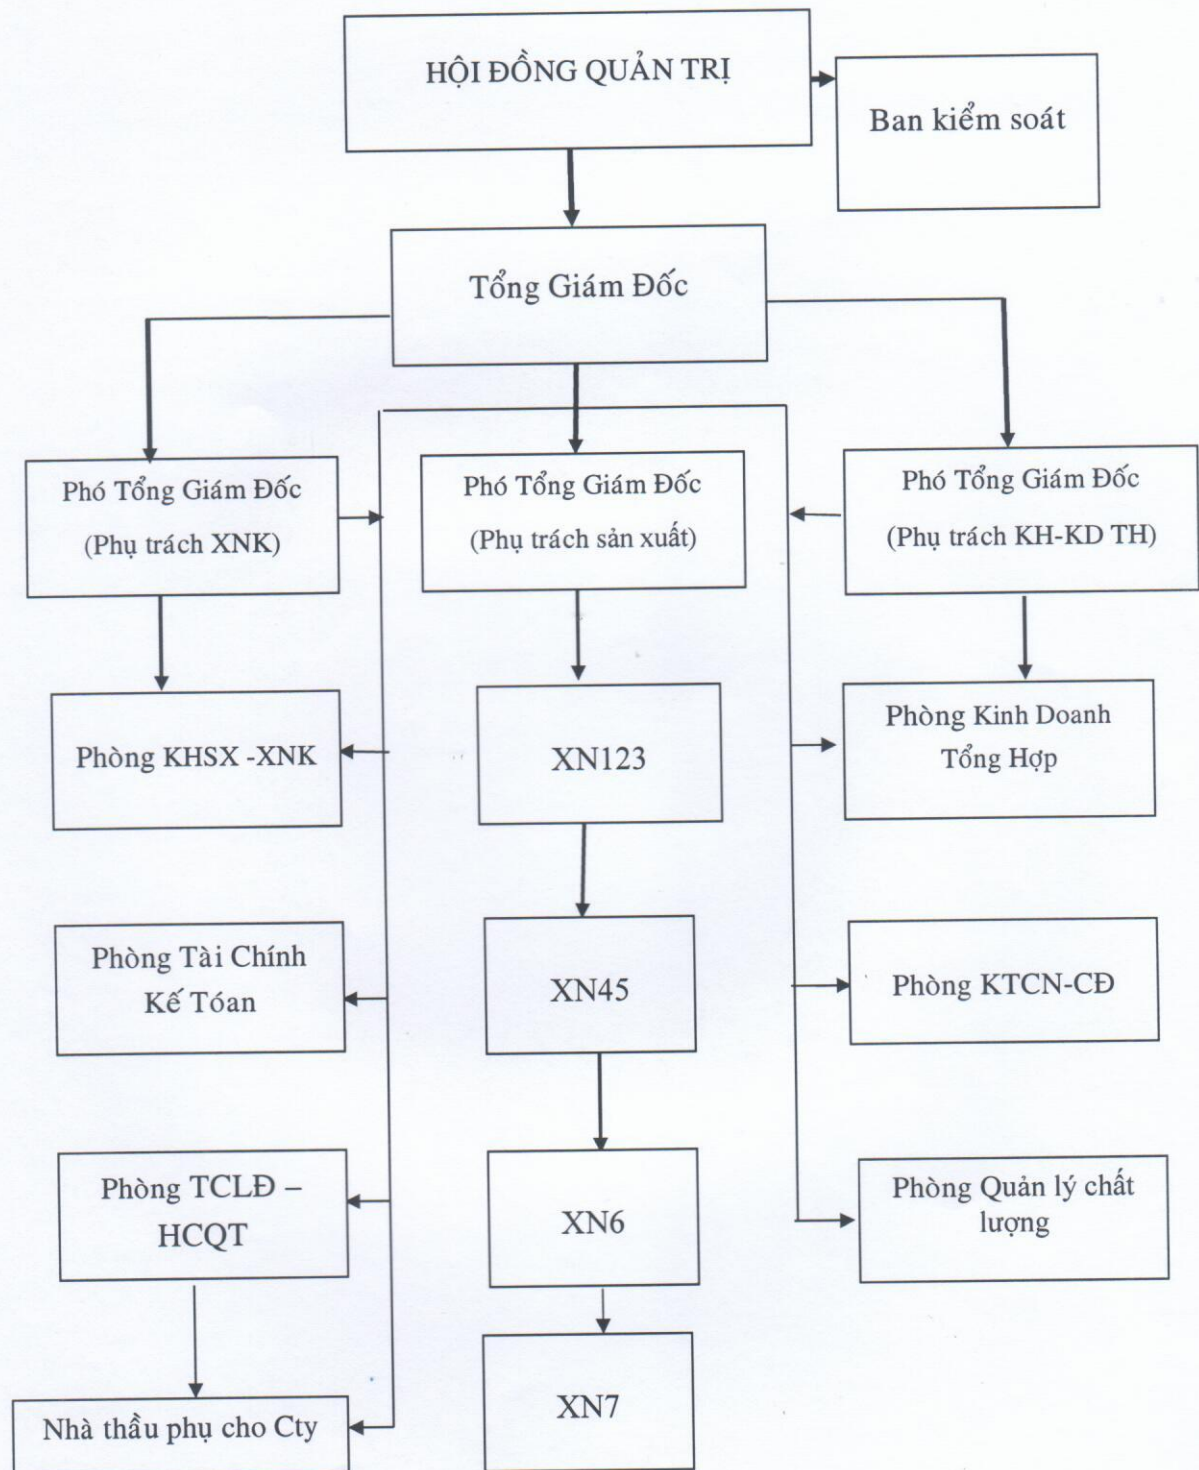 HỘI ĐỒNG QUẢN TRỊ
Ban kiểm soát
Tổng Giám Đốc
Phó Tổng Giám Đốc
(Phụ trách XNK)
Phó Tổng Giám Đốc
(Phụ trách sản xuất)
Phó Tổng Giám Đốc
(Phụ trách KH-KD TH)
Phòng KHSX -XNK
XN123
Phòng Kinh Doanh
Tổng Hợp
Phòng Tài Chính
Kế Tóan
XN45
Phòng KTCN-CĐ
Phòng TCLĐ –
HCQT
XN6
Phòng Quản lý chất
lượng
Nhà thầu phụ cho Cty
XN7